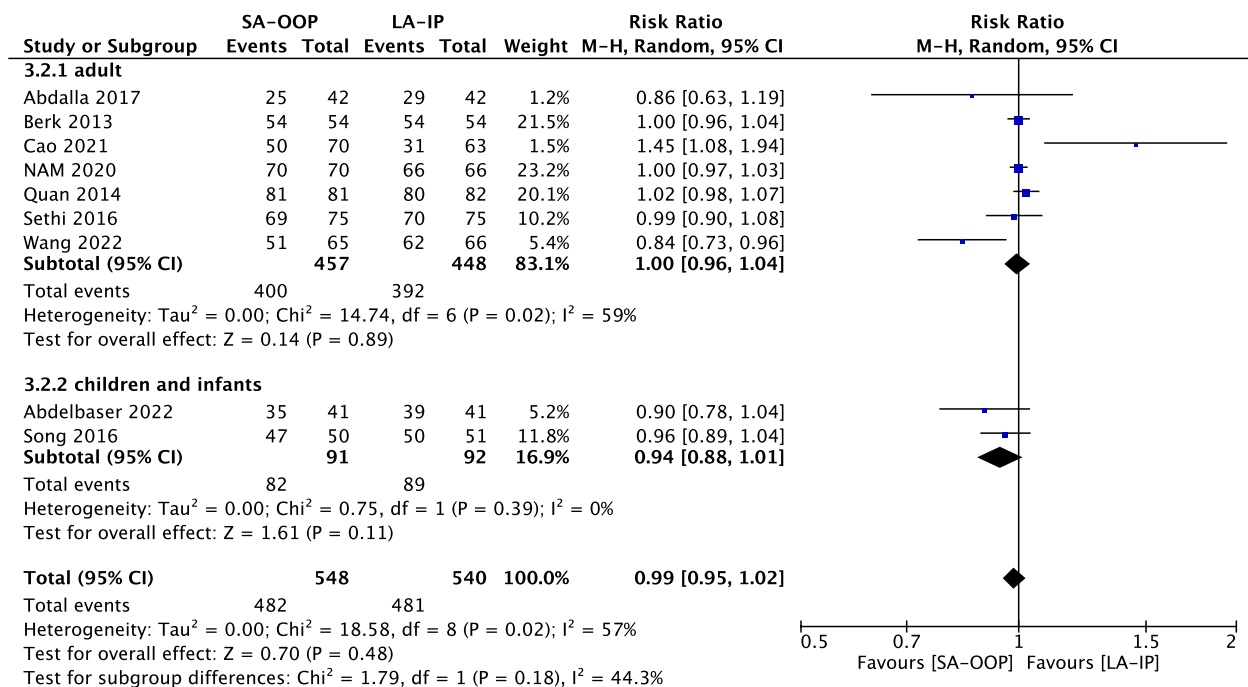 SA-OOP LA-IP Risk Ratio Risk Ratio
Study or Subgroup Events Total Events Total Weight M-H, Random, 95% CI M-H, Random, 95% CI
3.2.1 adult
Abdalla 2017 25 42 29 42 1.2% 0.86 [0.63, 1.19]
Berk 2013 54 54 54 54 21.5% 1.00 [0.96, 1.04]
Cao 2021 50 70 31 63 1.5% 1.45 [1.08, 1.94]
NAM 2020 70 70 66 66 23.2% 1.00 [0.97, 1.03]
Quan 2014 81 81 80 82 20.1% 1.02 [0.98, 1.07]
Sethi 2016 69 75 70 75 10.2% 0.99 [0.90, 1.08]
Wang 2022 51 65 62 66 5.4% 0.84 [0.73, 0.96]
Subtotal (95% CI) 457 448 83.1% 1.00 [0.96, 1.04]
Total events 400 392
Heterogeneity: Tau² = 0.00; Chi² = 14.74, df = 6 (P = 0.02); I² = 59%
Test for overall effect: Z = 0.14 (P = 0.89)
3.2.2 children and infants
Abdelbaser 2022 35 41 39 41 5.2% 0.90 [0.78, 1.04]
Song 2016 47 50 50 51 11.8% 0.96 [0.89, 1.04]
Subtotal (95% CI) 91 92 16.9% 0.94 [0.88, 1.01]
Total events 82 89
Heterogeneity: Tau² = 0.00; Chi² = 0.75, df = 1 (P = 0.39); I² = 0%
Test for overall effect: Z = 1.61 (P = 0.11)
Total (95% CI) 548 540 100.0% 0.99 [0.95, 1.02]
Total events 482 481
Heterogeneity: Tau² = 0.00; Chi² = 18.58, df = 8 (P = 0.02); I² = 57%
Test for overall effect: Z = 0.70 (P = 0.48)
Test for subgroup differences: Chi² = 1.79, df = 1 (P = 0.18), I² = 44.3%
0.5 0.7 1 1.5 2
Favours [SA-OOP] Favours [LA-IP]